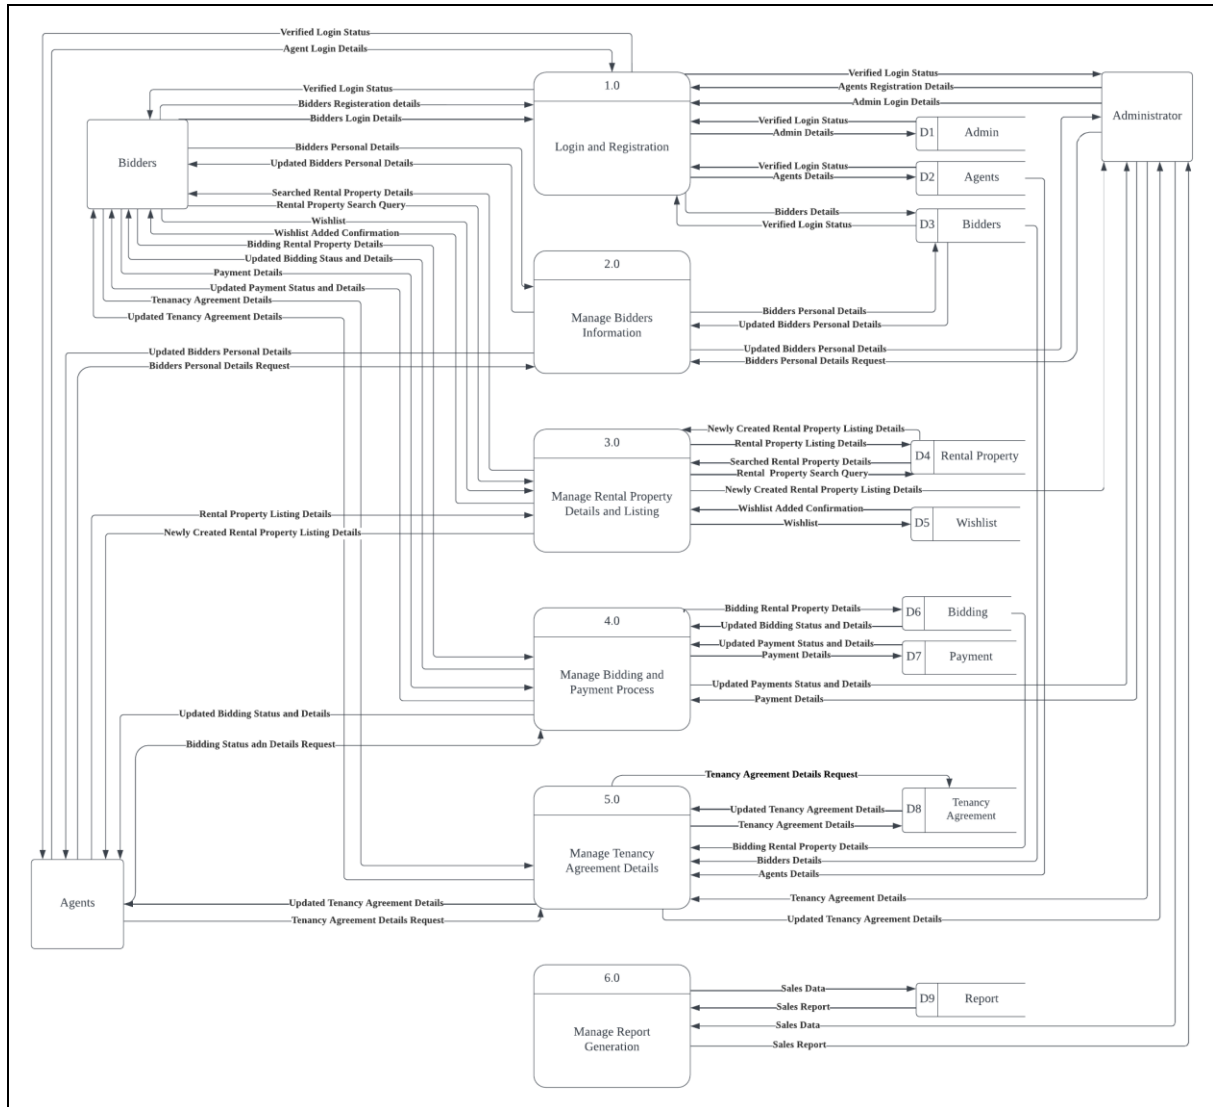 Verified Login Status
Agent Login Details
Verified Login Status
Bidders Registeration details
Bidders Login Details
Bidders
Bidders Personal Details
Updated Bidders Personal Details
Searched Rental Property Details
Rental Property Search Query
Wishlist
Wishlist Added Confirmation
Bidding Rental Property Details
Updated Bidding Staus and Details
Payment Details
Updated Payment Status and Details
Tenanacy Agreement Details
Updated Tenancy Agreement Details
Updated Bidders Personal Details
Bidders Personal Details Request
1.0
Login and Registration
Verified Login Status
Agents Registration Details
Admin Login Details
Administrator
Verified Login Status
Admin Details
D1
Admin
Verified Login Status
Agents Details
D2
Agents
Bidders Details
Verified Login Status
D3
Bidders
2.0
Manage Bidders
Information
Bidders Personal Details
Updated Bidders Personal Details
Updated Bidders Personal Details
Bidders Personal Details Request
3.0
Manage Rental Property
Details and Listing
Newly Created Rental Property Listing Details
Rental Property Listing Details
Searched Rental Property Details
Rental Property Search Query
D4
Rental Property
Newly Created Rental Property Listing Details
Wishlist Added Confirmation
Wishlist
D5
Wishlist
Rental Property Listing Details
Newly Created Rental Property Listing Details
4.0
Manage Bidding and
Payment Process
Bidding Rental Property Details
Updated Bidding Status and Details
D6
Bidding
Updated Payment Status and Details
Payment Details
D7
Payment
Updated Payments Status and Details
Payment Details
Updated Bidding Status and Details
Bidding Status adn Details Request
5.0
Manage Tenancy
Agreement Details
Tenancy Agreement Details Request
Updated Tenancy Agreement Details
Tenancy Agreement Details
D8
Tenancy
Agreement
Bidding Rental Property Details
Bidders Details
Agents Details
Tenancy Agreement Details
Updated Tenancy Agreement Details
Agents
Updated Tenancy Agreement Details
Tenancy Agreement Details Request
6.0
Manage Report
Generation
Sales Data
Sales Report
D9
Report
Sales Data
Sales Report